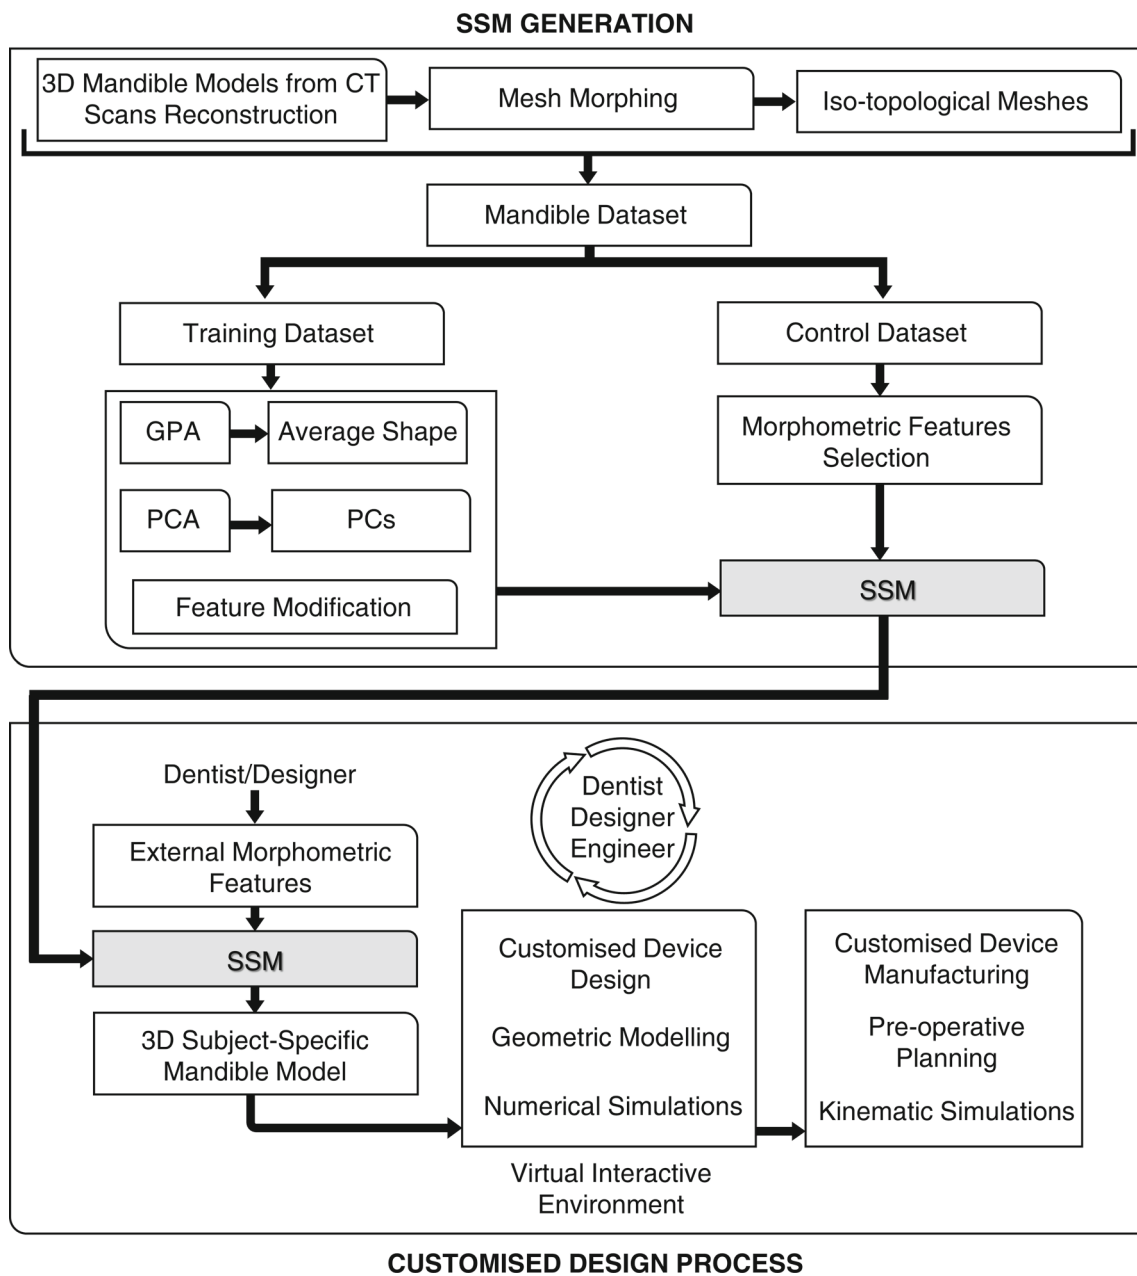 SSM GENERATION
3D Mandible Models from CT
Scans Reconstruction
Mesh Morphing
Iso-topological Meshes
Mandible Dataset
Training Dataset
Control Dataset
GPA
Average Shape
Morphometric Features
Selection
PCA
PCs
Feature Modification
SSM
Dentist/Designer
Dentist
Designer
Engineer
External Morphometric
Features
SSM
3D Subject-Specific
Mandible Model
Customised Device
Design
Geometric Modelling
Numerical Simulations
Virtual Interactive
Environment
Customised Device
Manufacturing
Pre-operative
Planning
Kinematic Simulations
CUSTOMISED DESIGN PROCESS